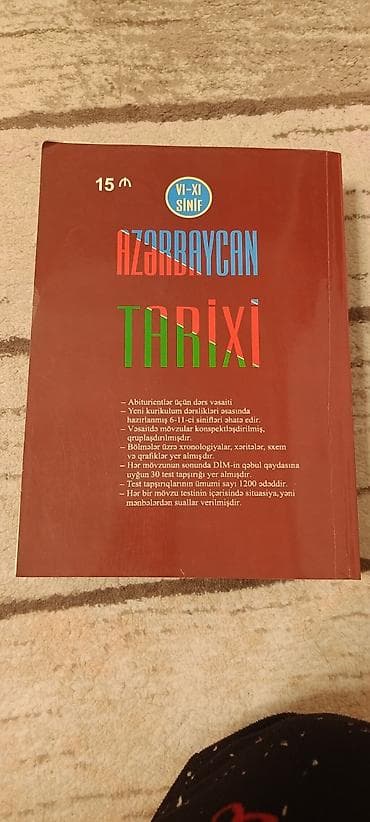 15 ₼
VI-XI
SİNİF
AZƏRBAYCAN
TARİXİ
– Abiturientlər üçün dərs vəsaiti
– Yeni kurikulum dərslikləri əsasında
hazırlanmış 6-11-ci sinifləri əhatə edir.
– Vəsaitdə mövzular konspektləşdirilmiş,
qruplaşdırılmışdır.
– Bölmələr üzrə xronologiyalar, xəritələr, sxem
və qrafiklər yer almışdır.
– Hər mövzunun sonunda DİM-in qəbul qaydasına
uyğun 30 test tapşırığı yer almışdır.
– Test tapşırıqlarının ümumi sayı 1200 ədəddir.
– Hər bir mövzu testinin içərisində situasiya, yəni
mənbələrdən suallar verilmişdir.